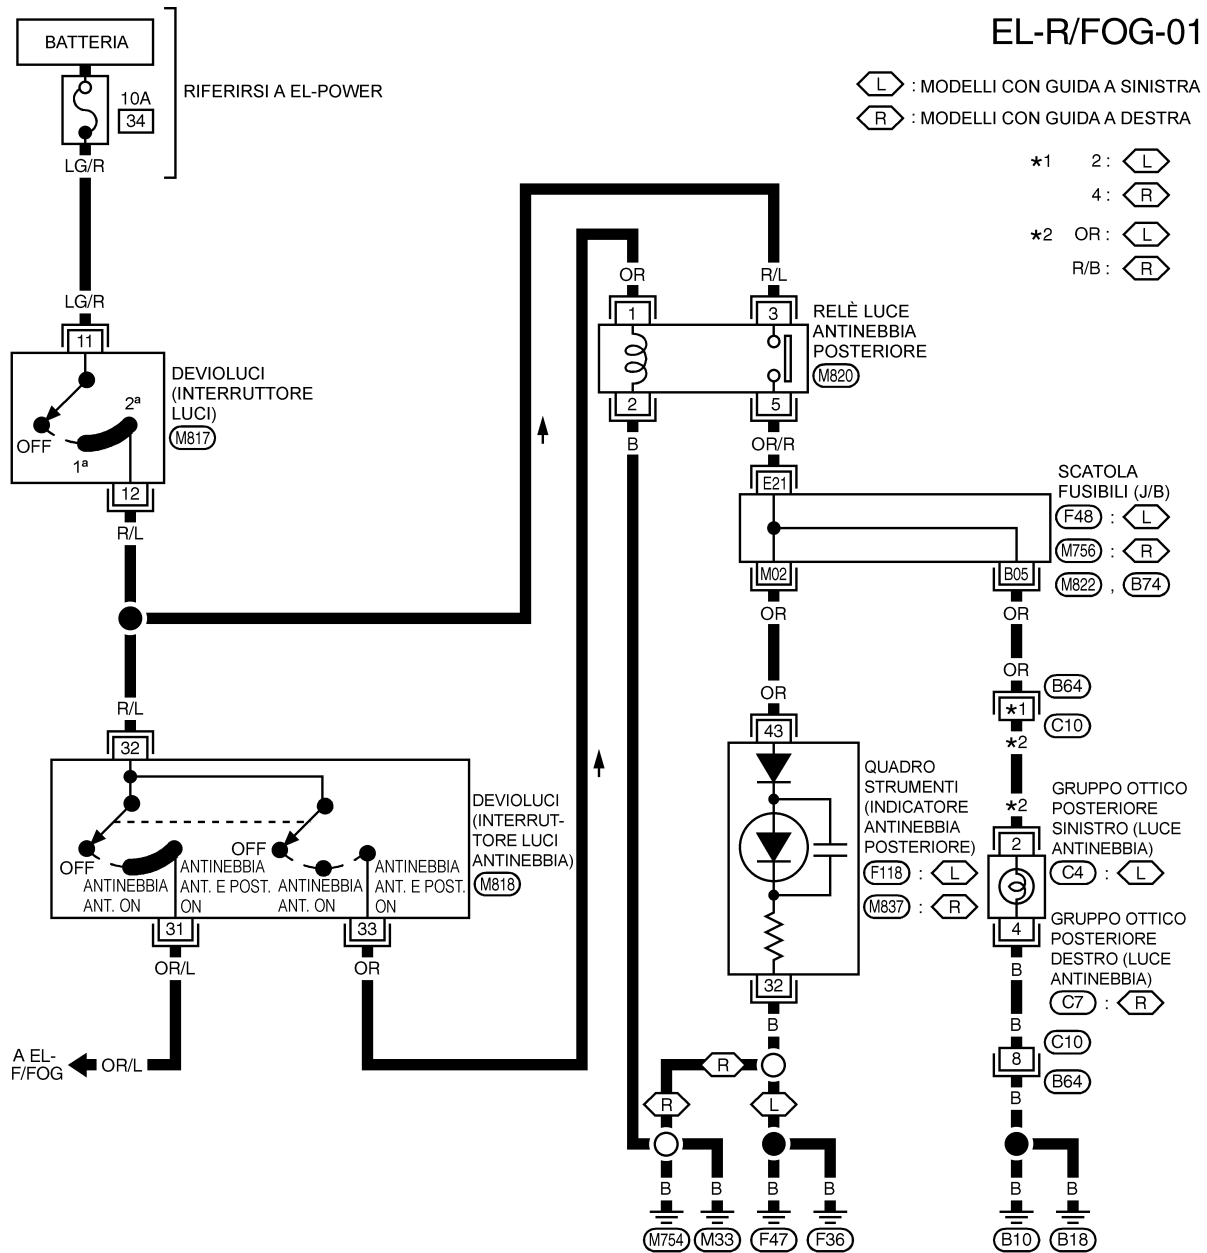 EL-R/FOG-01
BATTERIA
10A
34
RIFERIRSI A EL-POWER
L : MODELLI CON GUIDA A SINISTRA
R : MODELLI CON GUIDA A DESTRA
*1 2 : L
4 : R
*2 OR : L
R/B : R
LG/R
LG/R
11
DEVIOLUCI
(INTERRUTTORE
LUCI)
M817
OFF
1ª
2ª
12
R/L
R/L
32
OFF
ANTINEBBIA
ANT. ON
ANTINEBBIA
ANT. E POST.
ON
OFF
ANTINEBBIA
ANT. ON
ANTINEBBIA
ANT. E POST.
ON
DEVIOLUCI
(INTERRUT-
TORE LUCI
ANTINEBBIA)
M818
31
33
OR/L
OR
A EL-
F/FOG
OR/L
OR
R/L
1
3
RELÈ LUCE
ANTINEBBIA
POSTERIORE
M820
2
5
B
OR/R
E21
SCATOLA
FUSIBILI (J/B)
F48 : L
M756 : R
M822 , B74
M02
B05
OR
OR
OR
OR
43
QUADRO
STRUMENTI
(INDICATORE
ANTINEBBIA
POSTERIORE)
F118 : L
M837 : R
32
B
R
R
L
B64
*1
C10
*2
*2
2
GRUPPO OTTICO
POSTERIORE
SINISTRO (LUCE
ANTINEBBIA)
C4 : L
4
GRUPPO OTTICO
POSTERIORE
DESTRO (LUCE
ANTINEBBIA)
C7 : R
B
B
C10
8
B64
B
B B B B B B
M754 M33 F47 F36 B10 B18